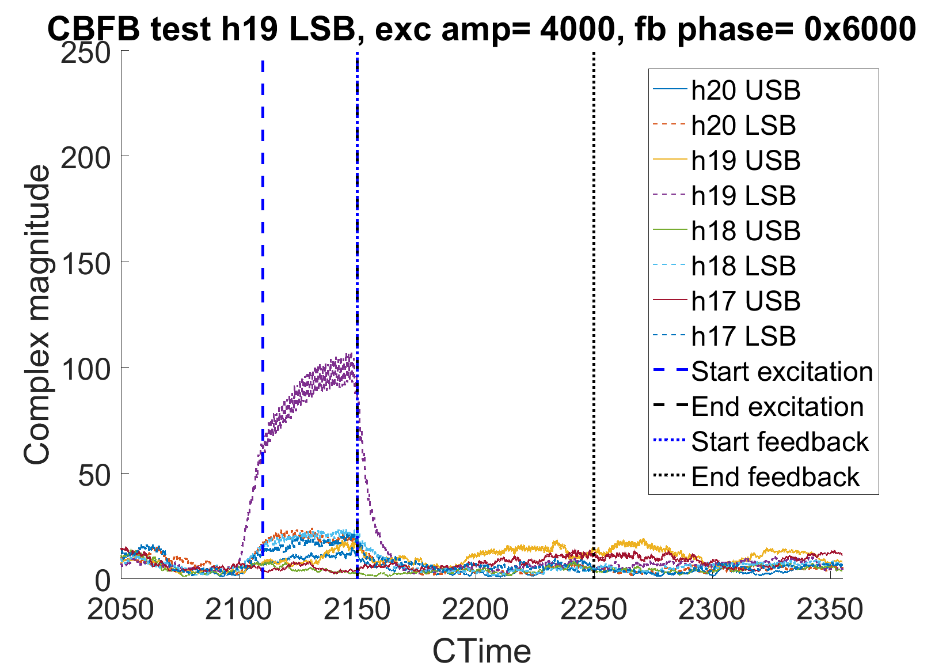 CBFB test h19 LSB, exc amp= 4000, fb phase= 0x6000
250
200
150
100
50
0
Complex magnitude
2050
2100
2150
2200
2250
2300
2350
CTime
h20 USB
h20 LSB
h19 USB
h19 LSB
h18 USB
h18 LSB
h17 USB
h17 LSB
Start excitation
End excitation
Start feedback
End feedback